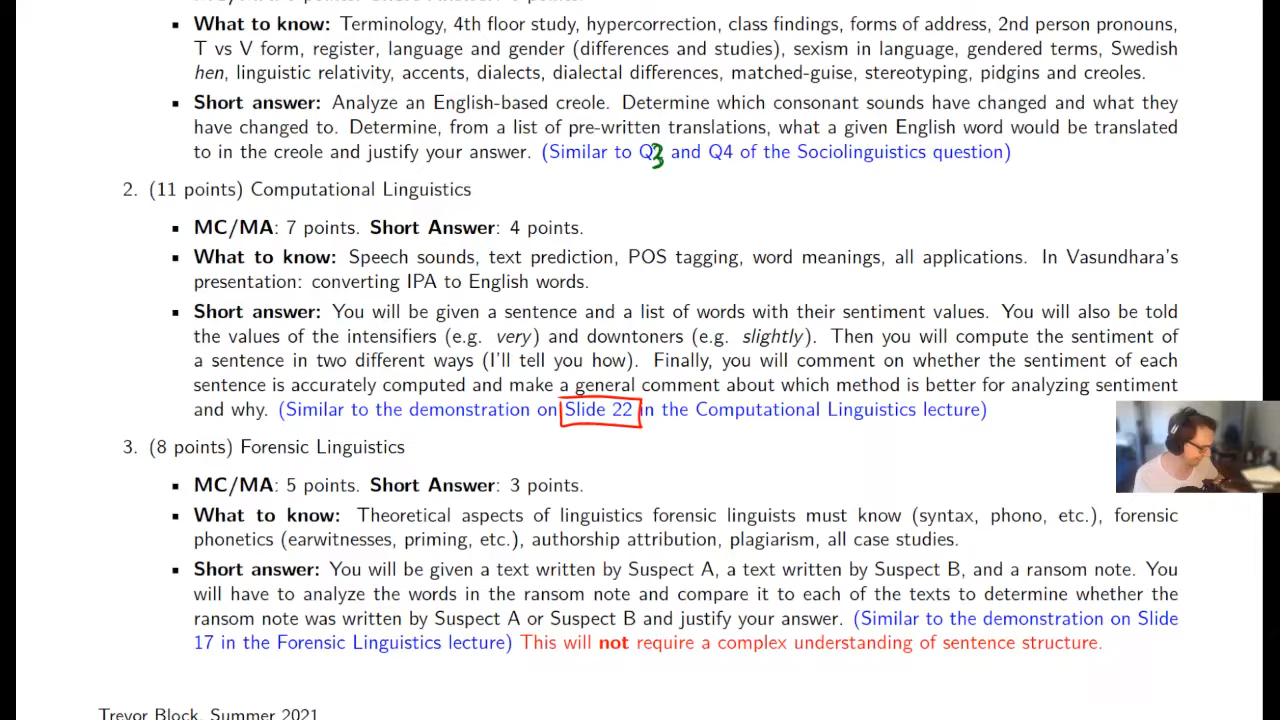 What to know: Terminology, 4th floor study, hypercorrection, class findings, forms of address, 2nd person pronouns,
T vs V form, register, language and gender (differences and studies), sexism in language, gendered terms, Swedish
hen, linguistic relativity, accents, dialects, dialectal differences, matched-guise, stereotyping, pidgins and creoles.
▪ Short answer: Analyze an English-based creole. Determine which consonant sounds have changed and what they
have changed to. Determine, from a list of pre-written translations, what a given English word would be translated
to in the creole and justify your answer. (Similar to Q3 and Q4 of the Sociolinguistics question)
2. (11 points) Computational Linguistics
▪ MC/MA: 7 points. Short Answer: 4 points.
▪ What to know: Speech sounds, text prediction, POS tagging, word meanings, all applications. In Vasundhara's
presentation: converting IPA to English words.
▪ Short answer: You will be given a sentence and a list of words with their sentiment values. You will also be told
the values of the intensifiers (e.g. very) and downtoners (e.g. slightly). Then you will compute the sentiment of
a sentence in two different ways (I'll tell you how). Finally, you will comment on whether the sentiment of each
sentence is accurately computed and make a general comment about which method is better for analyzing sentiment
and why. (Similar to the demonstration on Slide 22 in the Computational Linguistics lecture)
3. (8 points) Forensic Linguistics
▪ MC/MA: 5 points. Short Answer: 3 points.
▪ What to know: Theoretical aspects of linguistics forensic linguists must know (syntax, phono, etc.), forensic
phonetics (earwitnesses, priming, etc.), authorship attribution, plagiarism, all case studies.
▪ Short answer: You will be given a text written by Suspect A, a text written by Suspect B, and a ransom note. You
will have to analyze the words in the ransom note and compare it to each of the texts to determine whether the
ransom note was written by Suspect A or Suspect B and justify your answer. (Similar to the demonstration on Slide
17 in the Forensic Linguistics lecture) This will not require a complex understanding of sentence structure.
Trevor Block, Summer 2021